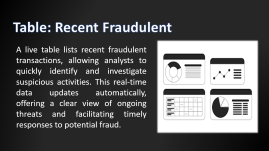 Table: Recent Fraudulent
A live table lists recent fraudulent
transactions, allowing analysts to
quickly identify and investigate
suspicious activities. This real-time
data updates automatically,
offering a clear view of ongoing
threats and facilitating timely
responses to potential fraud.